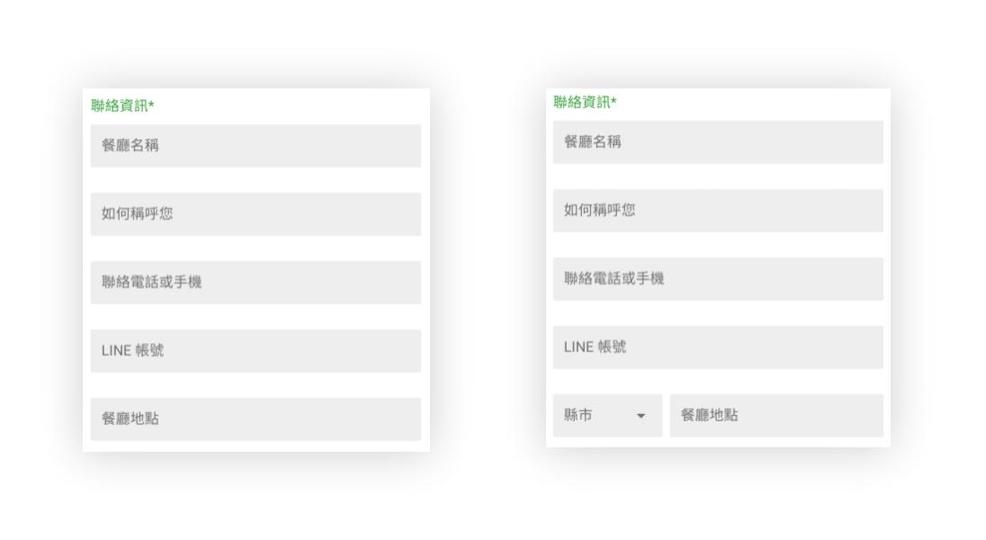 聯絡資訊*
餐廳名稱
如何稱呼您
聯絡電話或手機
LINE 帳號
餐廳地點
聯絡資訊*
餐廳名稱
如何稱呼您
聯絡電話或手機
LINE 帳號
縣市 餐廳地點